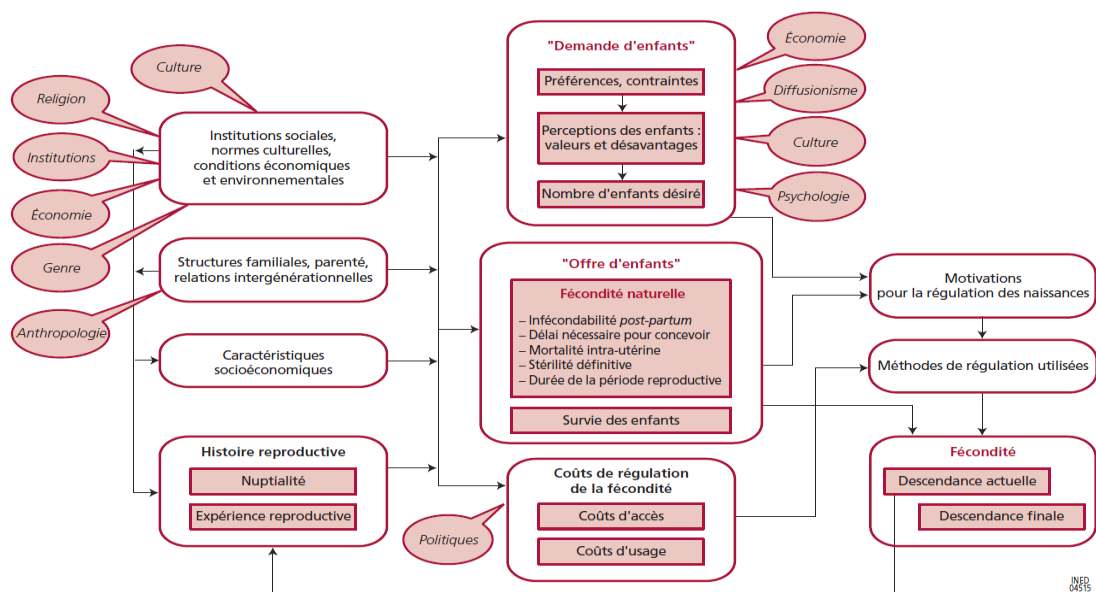 Culture
Religion
Institutions
Économie
Genre
Anthropologie
Institutions sociales,
normes culturelles,
conditions économiques
et environnementales
Structures familiales, parenté,
relations intergénérationnelles
Caractéristiques
socioéconomiques
Histoire reproductive
Nuptialité
Expérience reproductive
"Demande d'enfants"
Préférences, contraintes
Perceptions des enfants :
valeurs et désavantages
Nombre d'enfants désiré
Économie
Diffusionisme
Culture
Psychologie
"Offre d'enfants"
Fécondité naturelle
– Infécondabilité post-partum
– Délai nécessaire pour concevoir
– Mortalité intra-utérine
– Stérilité définitive
– Durée de la période reproductive
Survie des enfants
Coûts de régulation
de la fécondité
Coûts d'accès
Coûts d'usage
Politiques
Motivations
pour la régulation des naissances
Méthodes de régulation utilisées
Fécondité
Descendance actuelle
Descendance finale
INED
04515